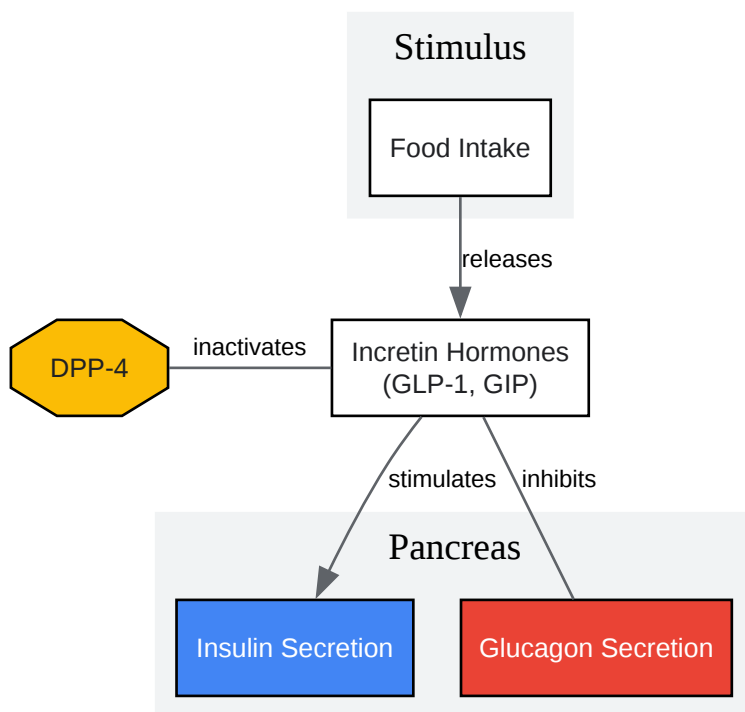 Stimulus
Food Intake
releases
DPP-4
inactivates
Incretin Hormones
(GLP-1, GIP)
stimulates
inhibits
Pancreas
Insulin Secretion
Glucagon Secretion